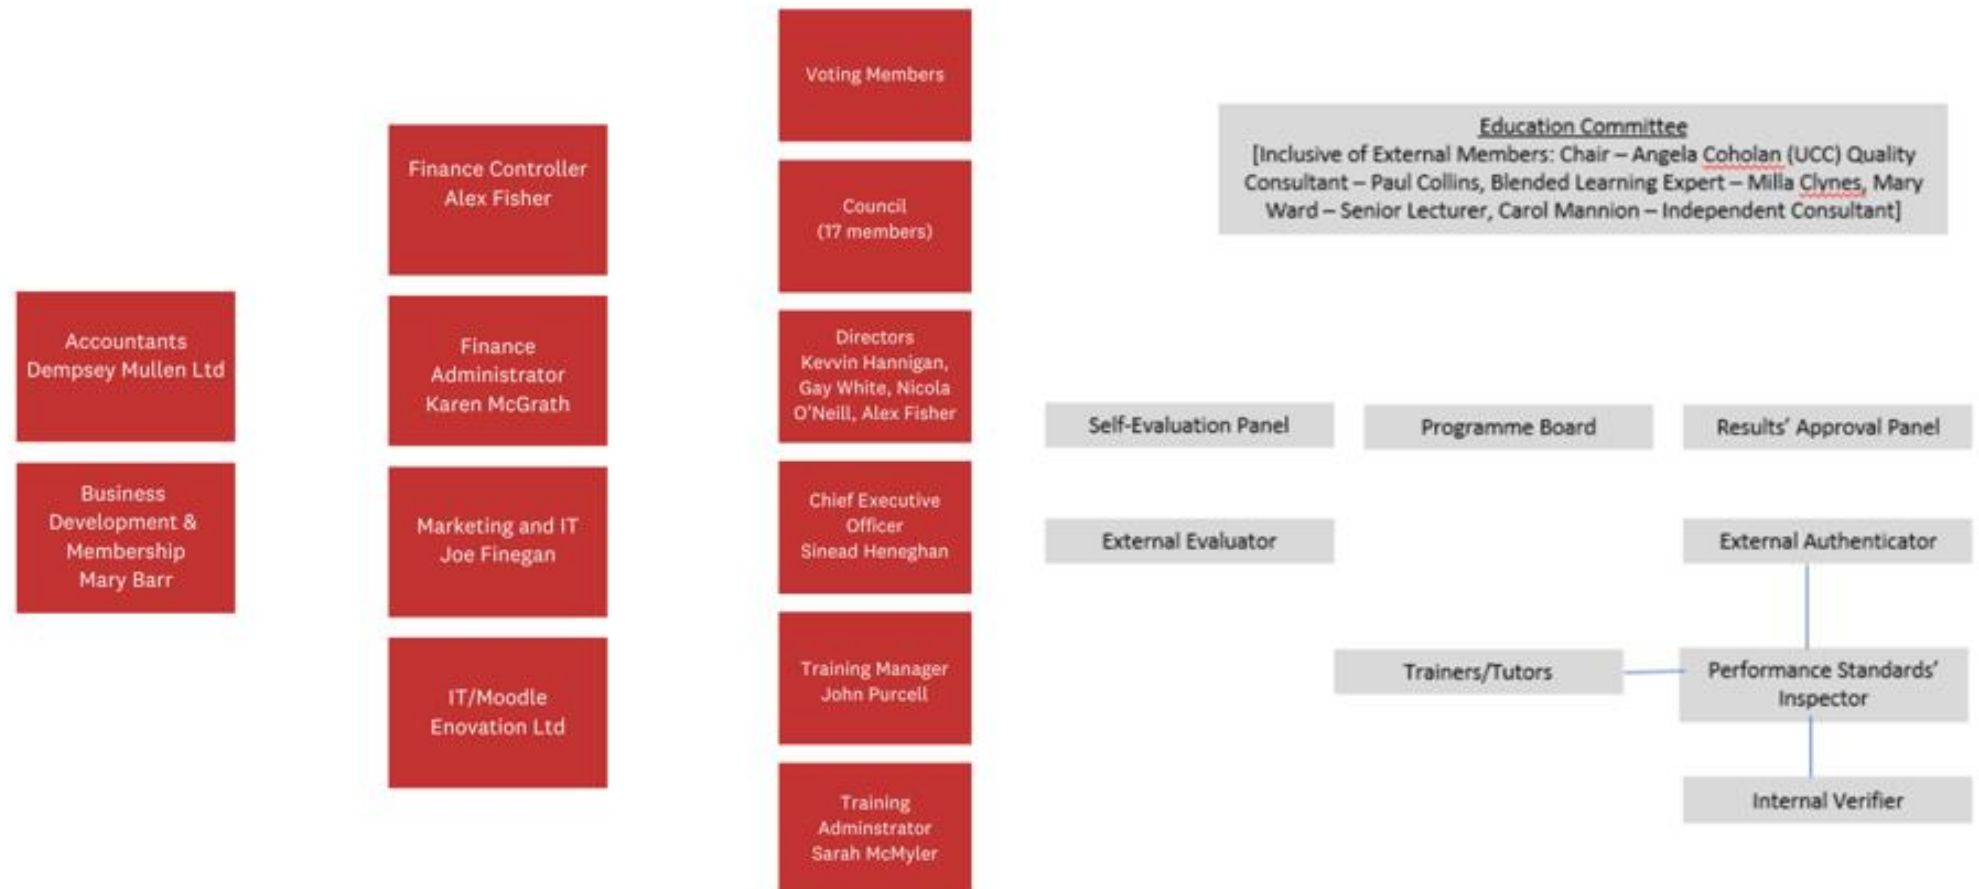 Voting Members
Education Committee
[Inclusive of External Members: Chair – Angela Coholan (UCC) Quality
Consultant – Paul Collins, Blended Learning Expert – Milla Clynes, Mary
Ward – Senior Lecturer, Carol Mannion – Independent Consultant]
Finance Controller
Alex Fisher
Council
(17 members)
Accountants
Dempsey Mullen Ltd
Finance
Administrator
Karen McGrath
Directors
Kevvin Hannigan,
Gay White, Nicola
O'Neill, Alex Fisher
Self-Evaluation Panel
Programme Board
Results' Approval Panel
Business
Development &
Membership
Mary Barr
Marketing and IT
Joe Finegan
Chief Executive
Officer
Sinead Heneghan
External Evaluator
External Authenticator
IT/Moodle
Enovation Ltd
Training Manager
John Purcell
Trainers/Tutors
Performance Standards'
Inspector
Internal Verifier
Training
Adminstrator
Sarah McMyler